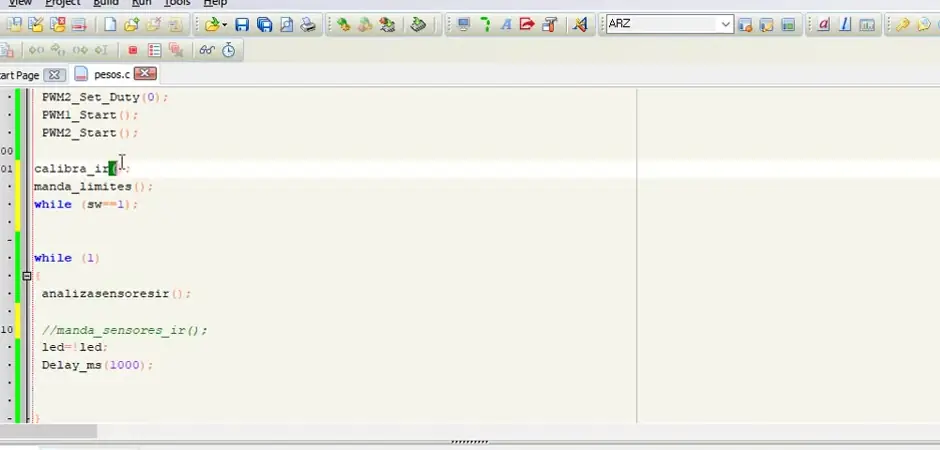 View Project Build Run Tools Help
ARZ
Start Page pesos.c
PWM2_Set_Duty(0);
PWM1_Start();
PWM2_Start();
00
01 calibra_ir();
manda_limites();
while (sw==1);
while (1)
{
analizasensoresir();
10 //manda_sensores_ir();
led=!led;
Delay_ms(1000);
}